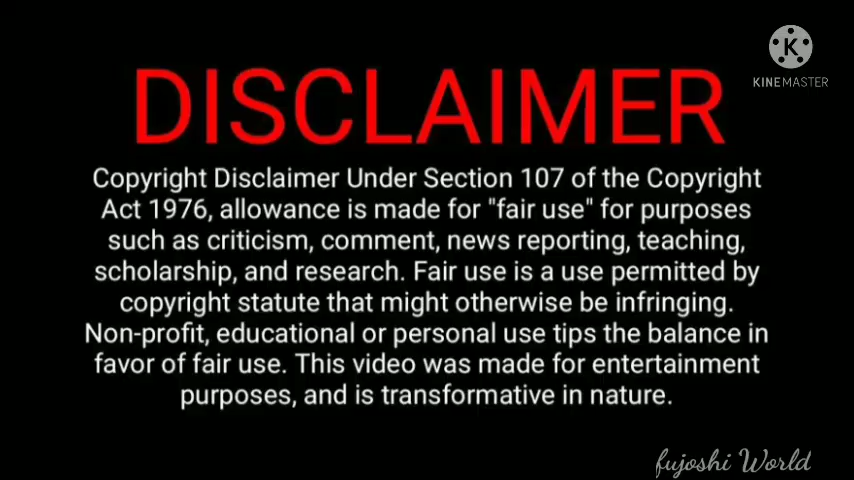 DISCLAIMER
K
KINEMASTER
Copyright Disclaimer Under Section 107 of the Copyright
Act 1976, allowance is made for "fair use" for purposes
such as criticism, comment, news reporting, teaching,
scholarship, and research. Fair use is a use permitted by
copyright statute that might otherwise be infringing.
Non-profit, educational or personal use tips the balance in
favor of fair use. This video was made for entertainment
purposes, and is transformative in nature.
fujoshi World